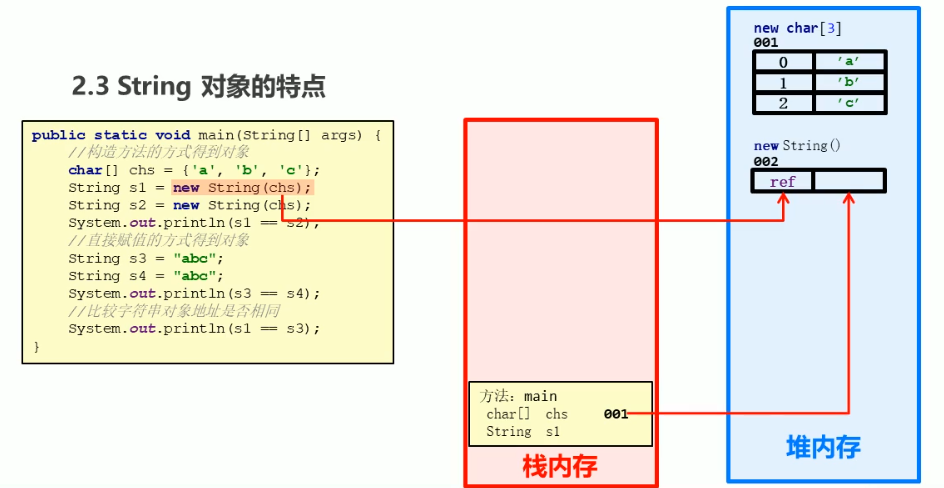 2.3 String 对象的特点
public static void main(String[] args) {
//构造方法的方式得到对象
char[] chs = {'a', 'b', 'c'};
String s1 = new String(chs);
String s2 = new String(chs);
System.out.println(s1 == s2);
//直接赋值的方式得到对象
String s3 = "abc";
String s4 = "abc";
System.out.println(s3 == s4);
//比较字符串对象地址是否相同
System.out.println(s1 == s3);
}
方法: main
char[] chs 001
String s1
栈内存
new char[3]
001
0 'a'
1 'b'
2 'c'
new String()
002
ref
堆内存